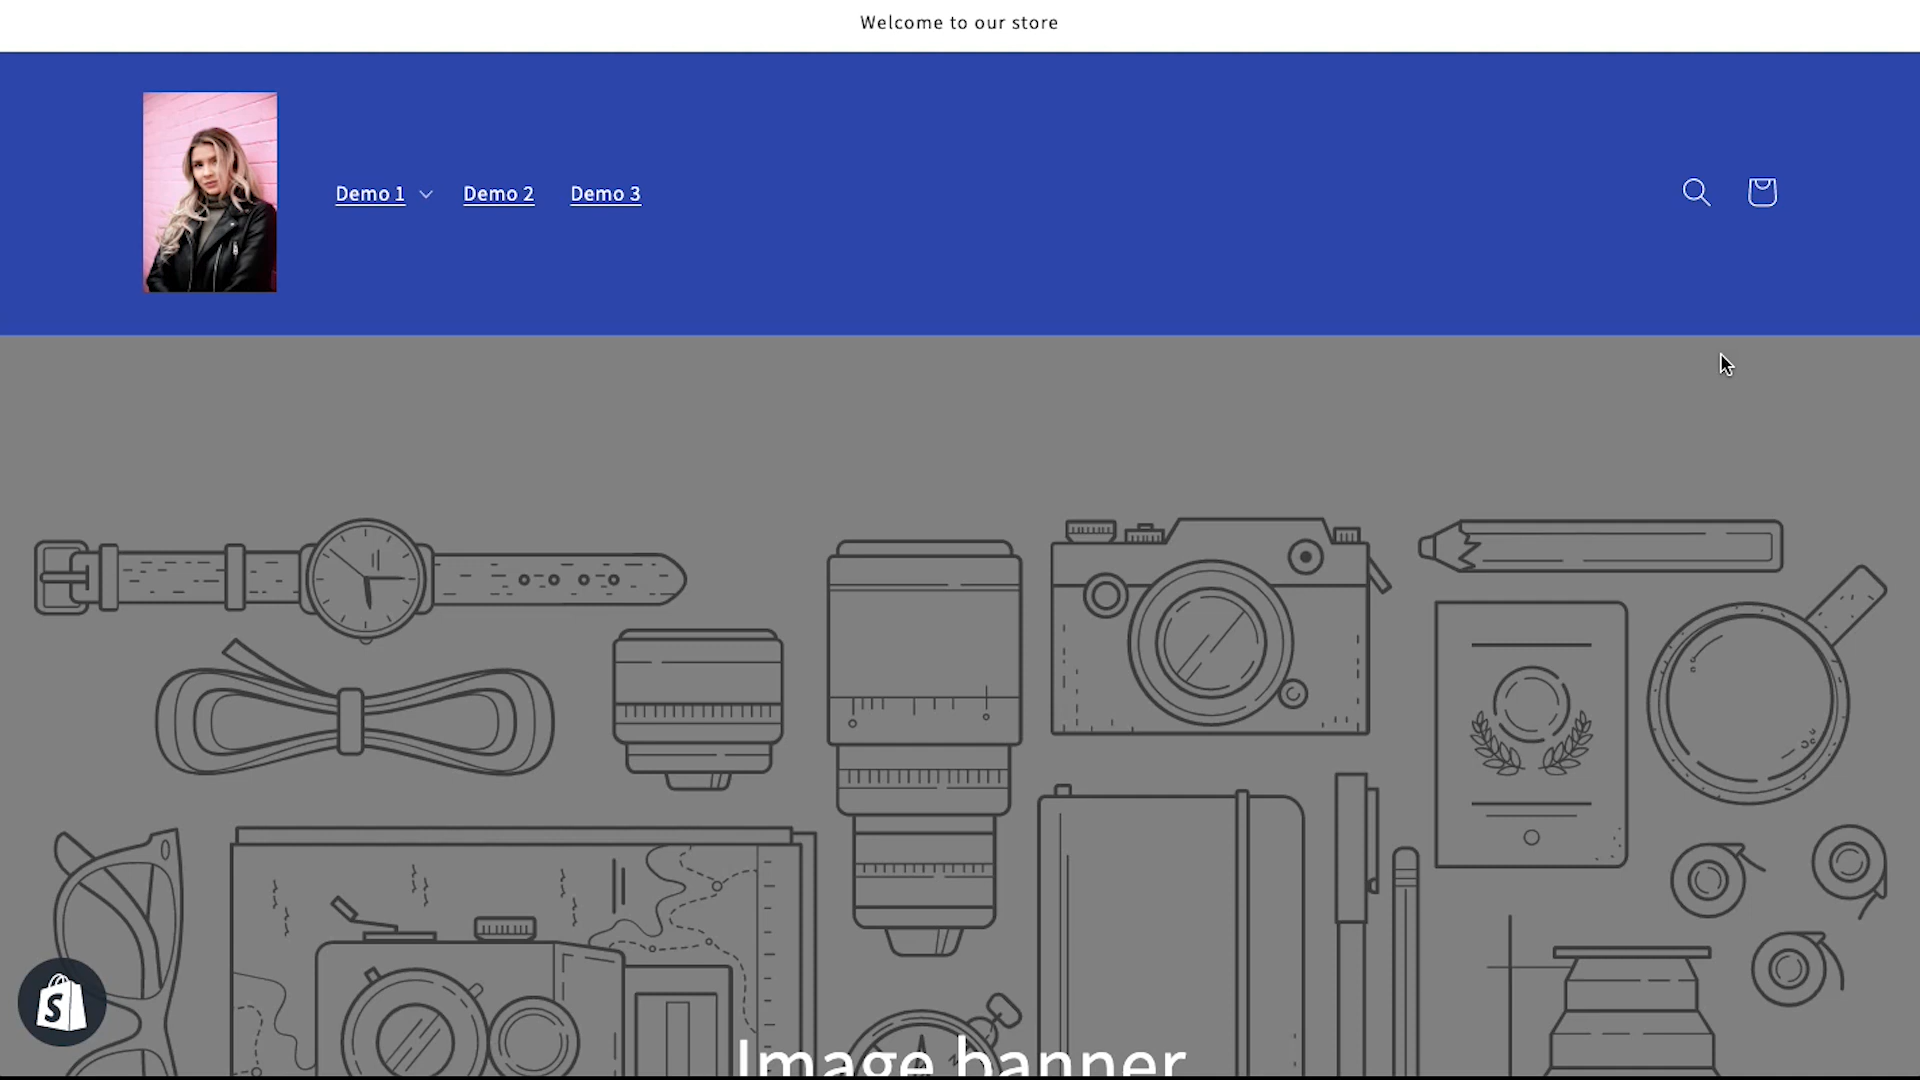 Welcome to our store
Demo 1
Demo 2
Demo 3
Image banner